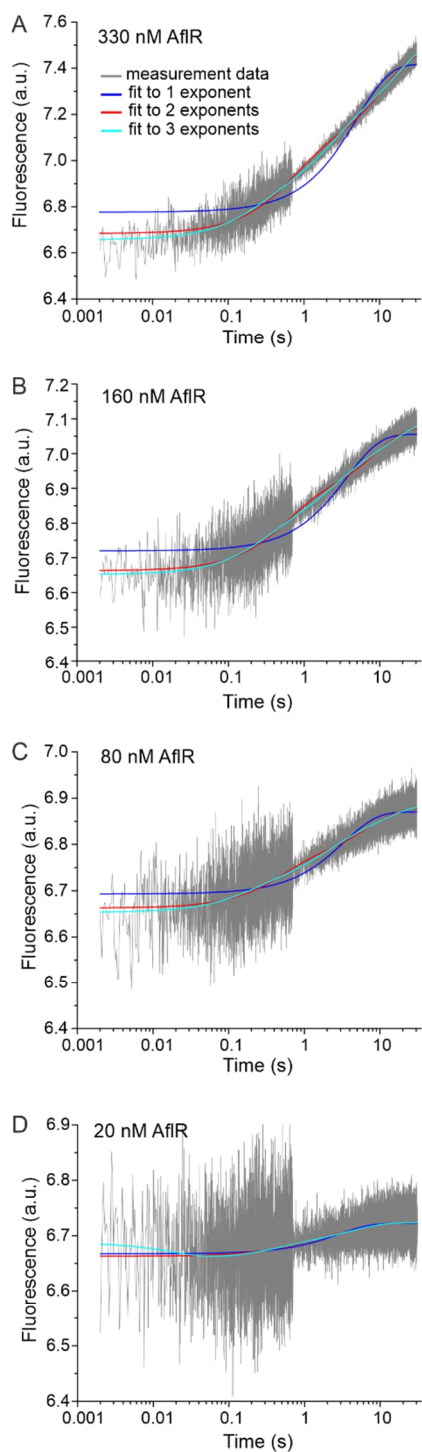 A
330 nM AflR
measurement data
fit to 1 exponent
fit to 2 exponents
fit to 3 exponents
Fluorescence (a.u.)
7.6
7.4
7.2
7.0
6.8
6.6
6.4
0.001 0.01 0.1 1 10
Time (s)
B
160 nM AflR
Fluorescence (a.u.)
7.2
7.1
7.0
6.9
6.8
6.7
6.6
6.5
6.4
0.001 0.01 0.1 1 10
Time (s)
C
80 nM AflR
Fluorescence (a.u.)
7.0
6.9
6.8
6.7
6.6
6.5
6.4
0.001 0.01 0.1 1 10
Time (s)
D
20 nM AflR
Fluorescence (a.u.)
6.9
6.8
6.7
6.6
6.5
6.4
0.001 0.01 0.1 1 10
Time (s)